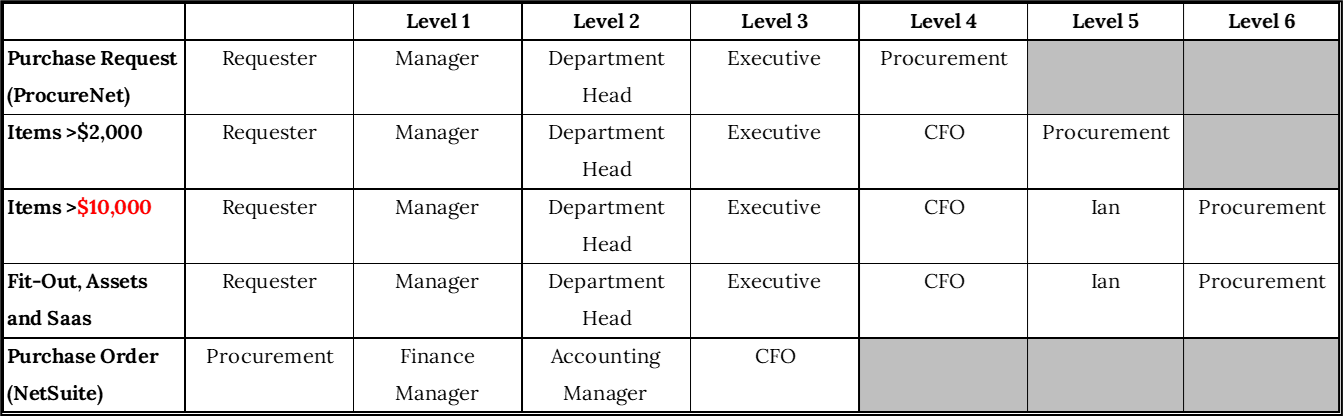 Level 1 Level 2 Level 3 Level 4 Level 5 Level 6
Purchase Request Requester Manager Department Executive Procurement
(ProcureNet) Head
Items >$2,000 Requester Manager Department Executive CFO Procurement
Head
Items >$10,000 Requester Manager Department Executive CFO Ian Procurement
Head
Fit-Out, Assets Requester Manager Department Executive CFO Ian Procurement
and Saas Head
Purchase Order Procurement Finance Accounting CFO
(NetSuite) Manager Manager